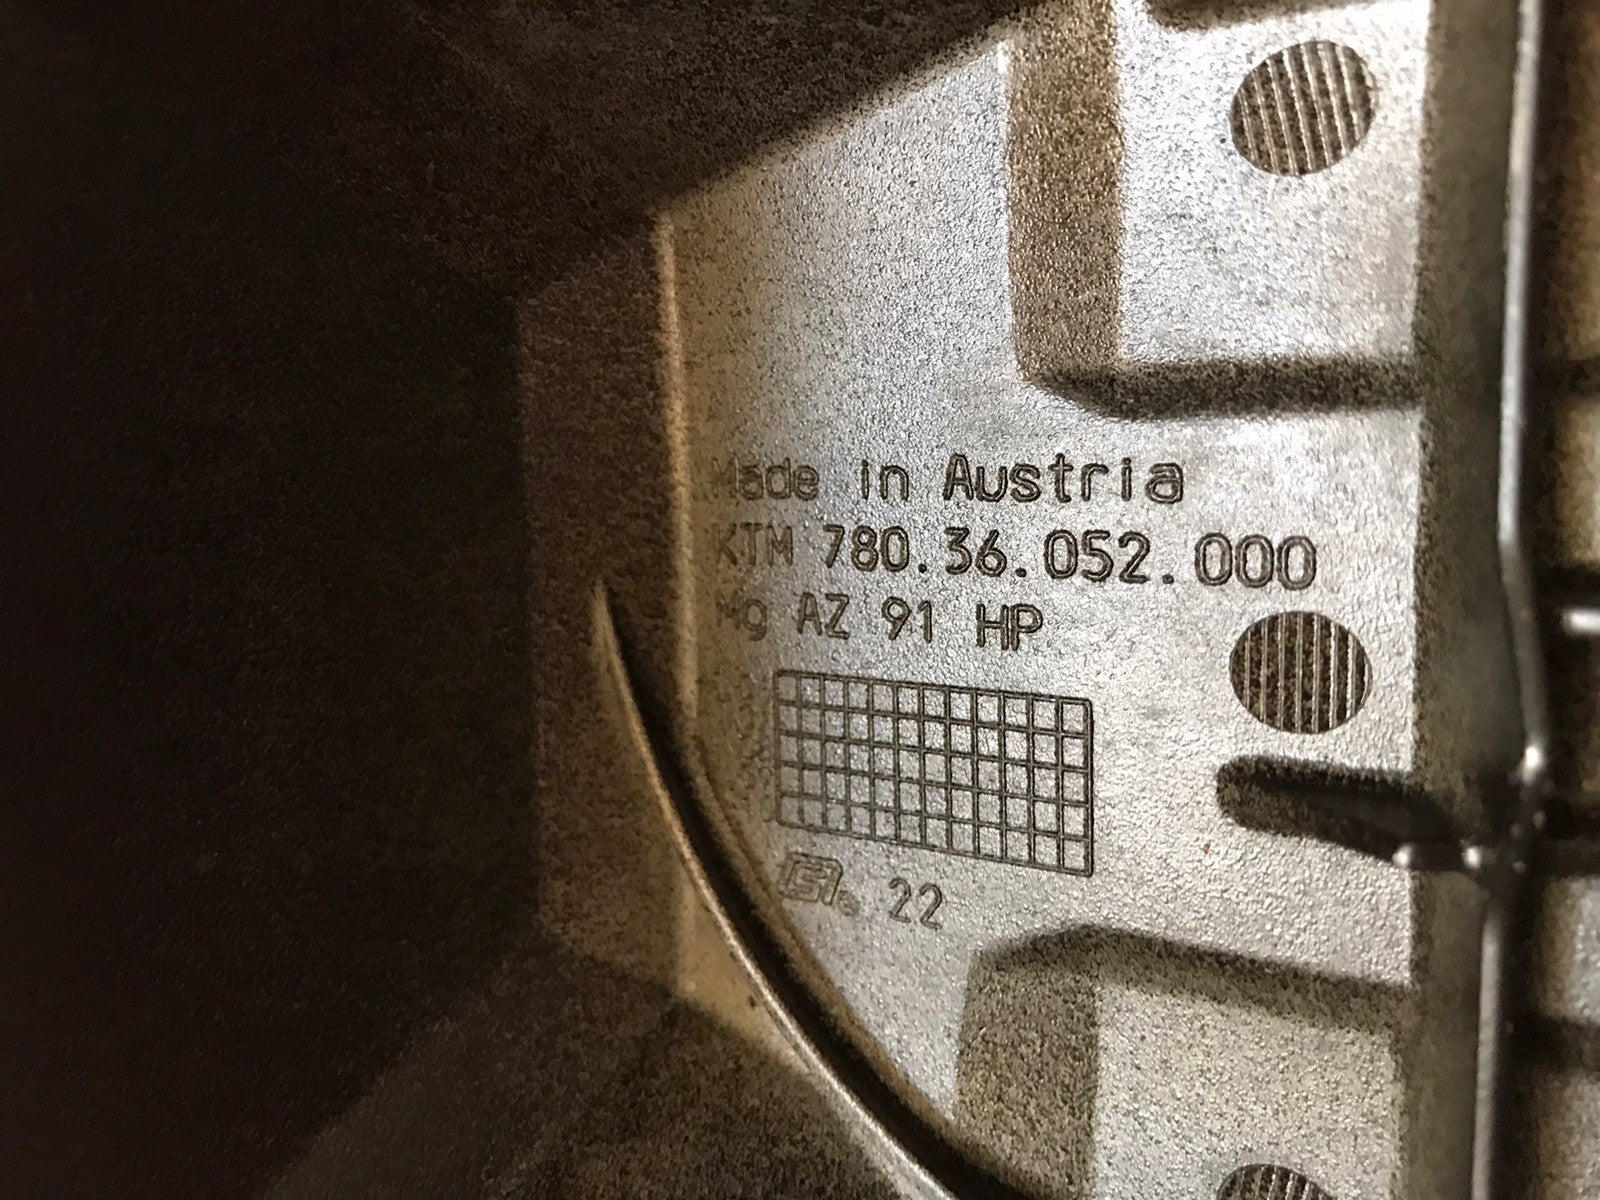 Made in Austria
KTM 780.36.052.000
Mg AZ 91 HP
22